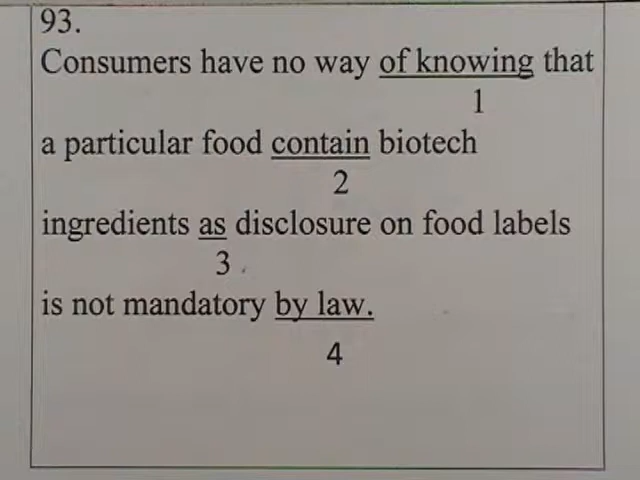 93.
Consumers have no way of knowing that
1
a particular food contain biotech
2
ingredients as disclosure on food labels
3
is not mandatory by law.
4